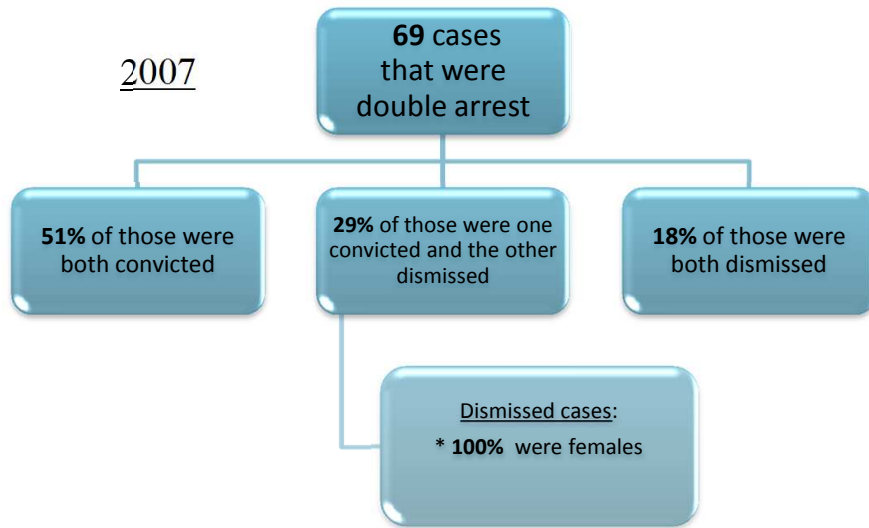 2007
69 cases
that were
double arrest
51% of those were
both convicted
29% of those were one
convicted and the other
dismissed
18% of those were
both dismissed
Dismissed cases:
* 100% were females